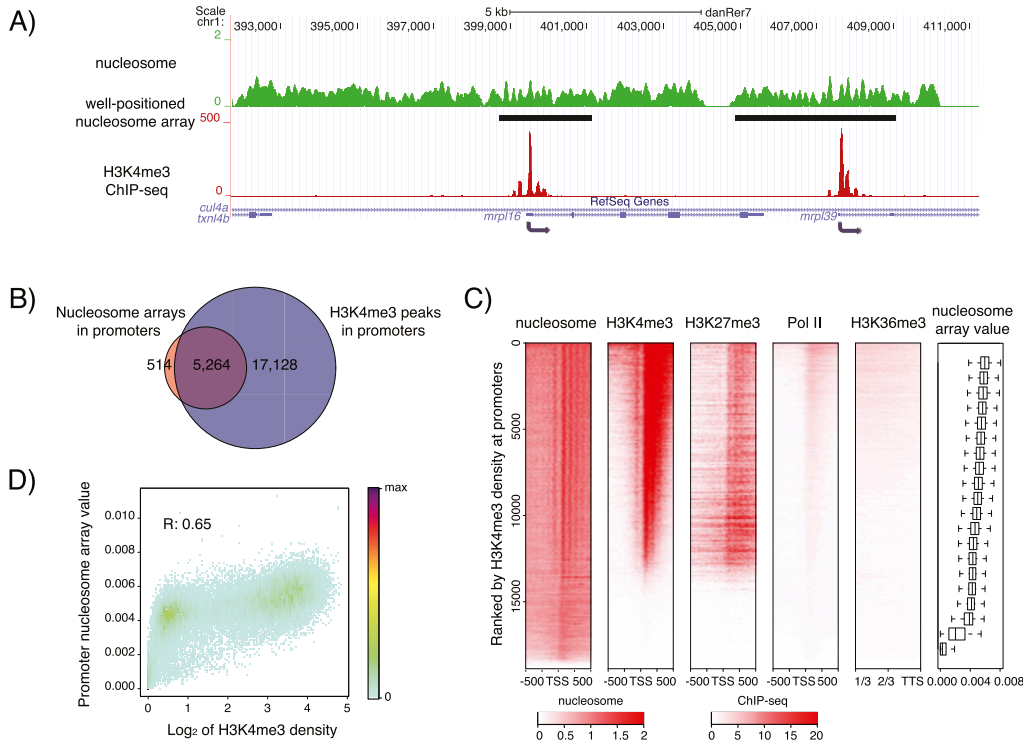 A)
Scale
5 kb
danRer7
chr1:
393,000
395,000
397,000
399,000
401,000
403,000
405,000
407,000
409,000
411,000
2
nucleosome
0
well-positioned
nucleosome array
500
H3K4me3
ChIP-seq
0
RefSeq Genes
cul4a
txnl4b
mrpl16
mrpl39
B)
Nucleosome arrays
in promoters
H3K4me3 peaks
in promoters
514
5,264
17,128
C)
nucleosome
H3K4me3
H3K27me3
Pol II
H3K36me3
nucleosome
array value
Ranked by H3K4me3 density at promoters
0
5000
10000
15000
-500 TSS 500
-500 TSS 500
-500 TSS 500
-500 TSS 500
1/3 2/3 TTS
0.000 0.004 0.008
nucleosome
0 0.5 1 1.5 2
ChIP-seq
0 5 10 15 20
D)
Promoter nucleosome array value
0.010
0.008
0.006
0.004
0.002
0.000
R: 0.65
max
0
0 1 2 3 4 5
Log2 of H3K4me3 density